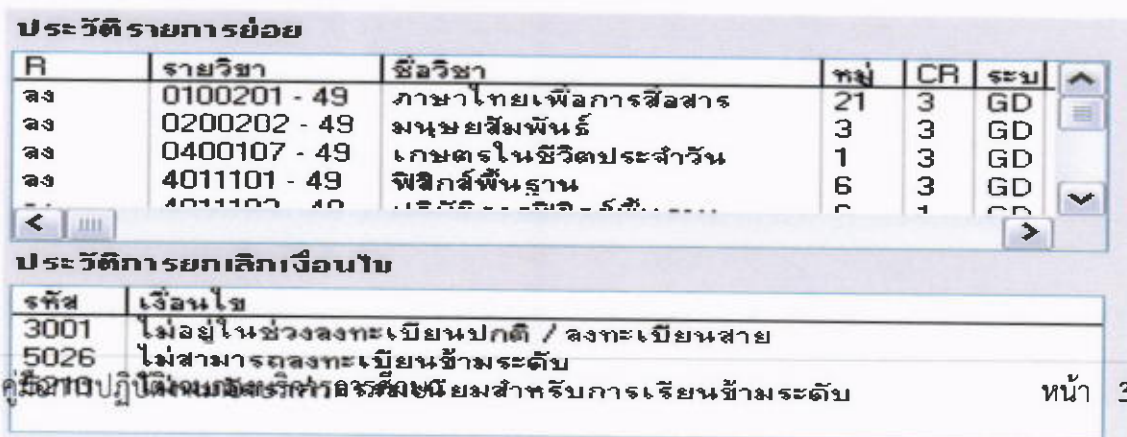 ประวัติรายการย่อย
R รายวิชา ชื่อวิชา หมู่ CR ระบ
ลง 0100201 - 49 ภาษาไทยเพื่อการสื่อสาร 21 3 GD
ลง 0200202 - 49 มนุษยสัมพันธ์ 3 3 GD
ลง 0400107 - 49 เกษตรในชีวิตประจำวัน 1 3 GD
ลง 4011101 - 49 ฟิสิกส์พื้นฐาน 6 3 GD
ประวัติการยกเลิกเงื่อนไข
รหัส เงื่อนไข
3001 ไม่อยู่ในช่วงลงทะเบียนปกติ / ลงทะเบียนสาย
5026 ไม่สามารถลงทะเบียนข้ามระดับ
สำหรับการเรียนข้ามระดับ
หน้า 3